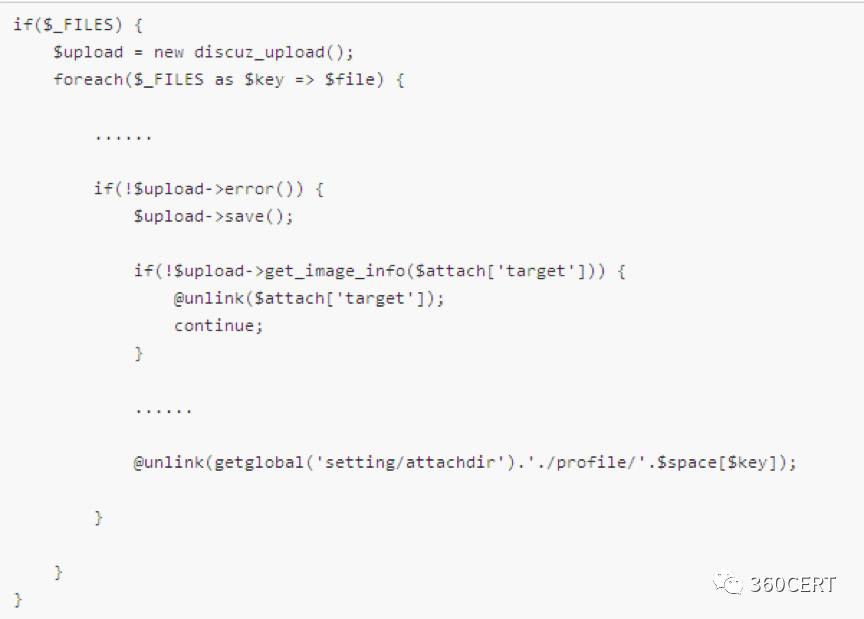 if($_FILES) {
    $upload = new discuz_upload();
    foreach($_FILES as $key => $file) {
        ......
        if(!$upload->error()) {
            $upload->save();
            if(!$upload->get_image_info($attach['target'])) {
                @unlink($attach['target']);
                continue;
            }
            ......
            @unlink(getglobal('setting/attachdir').'./profile/'.$space[$key]);
        }
    }
}
360CERT